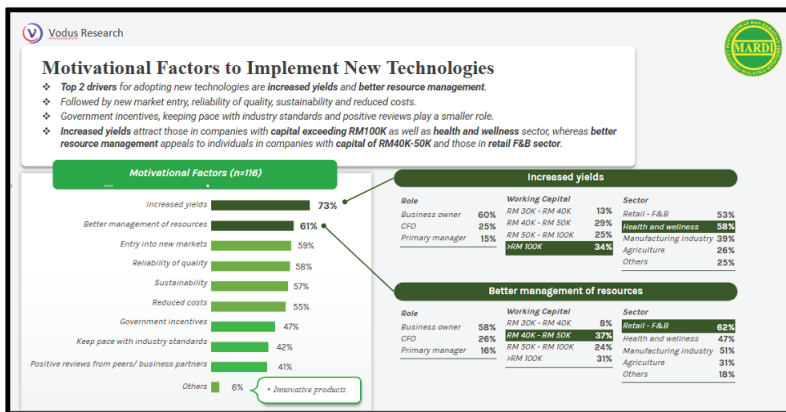 Vodus Research
MARDI
Motivational Factors to Implement New Technologies
❖ Top 2 drivers for adopting new technologies are increased yields and better resource management.
❖ Followed by new market entry, reliability of quality, sustainability and reduced costs.
❖ Government incentives, keeping pace with industry standards and positive reviews play a smaller role.
❖ Increased yields attract those in companies with capital exceeding RM100K as well as health and wellness sector, whereas better
resource management appeals to individuals in companies with capital of RM40K-50K and those in retail F&B sector.
Motivational Factors (n=116)
Increased yields 73%
Better management of resources 61%
Entry into new markets 59%
Reliability of quality 58%
Sustainability 57%
Reduced costs 55%
Government incentives 47%
Keep pace with industry standards 42%
Positive reviews from peers/ business partners 41%
Others 6%
• Innovative products
Increased yields
Role
Business owner 60%
CFO 25%
Primary manager 15%
Working Capital
RM 30K - RM 40K 13%
RM 40K - RM 50K 29%
RM 50K - RM 100K 25%
>RM 100K 34%
Sector
Retail - F&B 53%
Health and wellness 58%
Manufacturing industry 39%
Agriculture 26%
Others 25%
Better management of resources
Role
Business owner 58%
CFO 26%
Primary manager 16%
Working Capital
RM 30K - RM 40K 8%
RM 40K - RM 50K 37%
RM 50K - RM 100K 24%
>RM 100K 31%
Sector
Retail - F&B 62%
Health and wellness 47%
Manufacturing industry 51%
Agriculture 31%
Others 18%